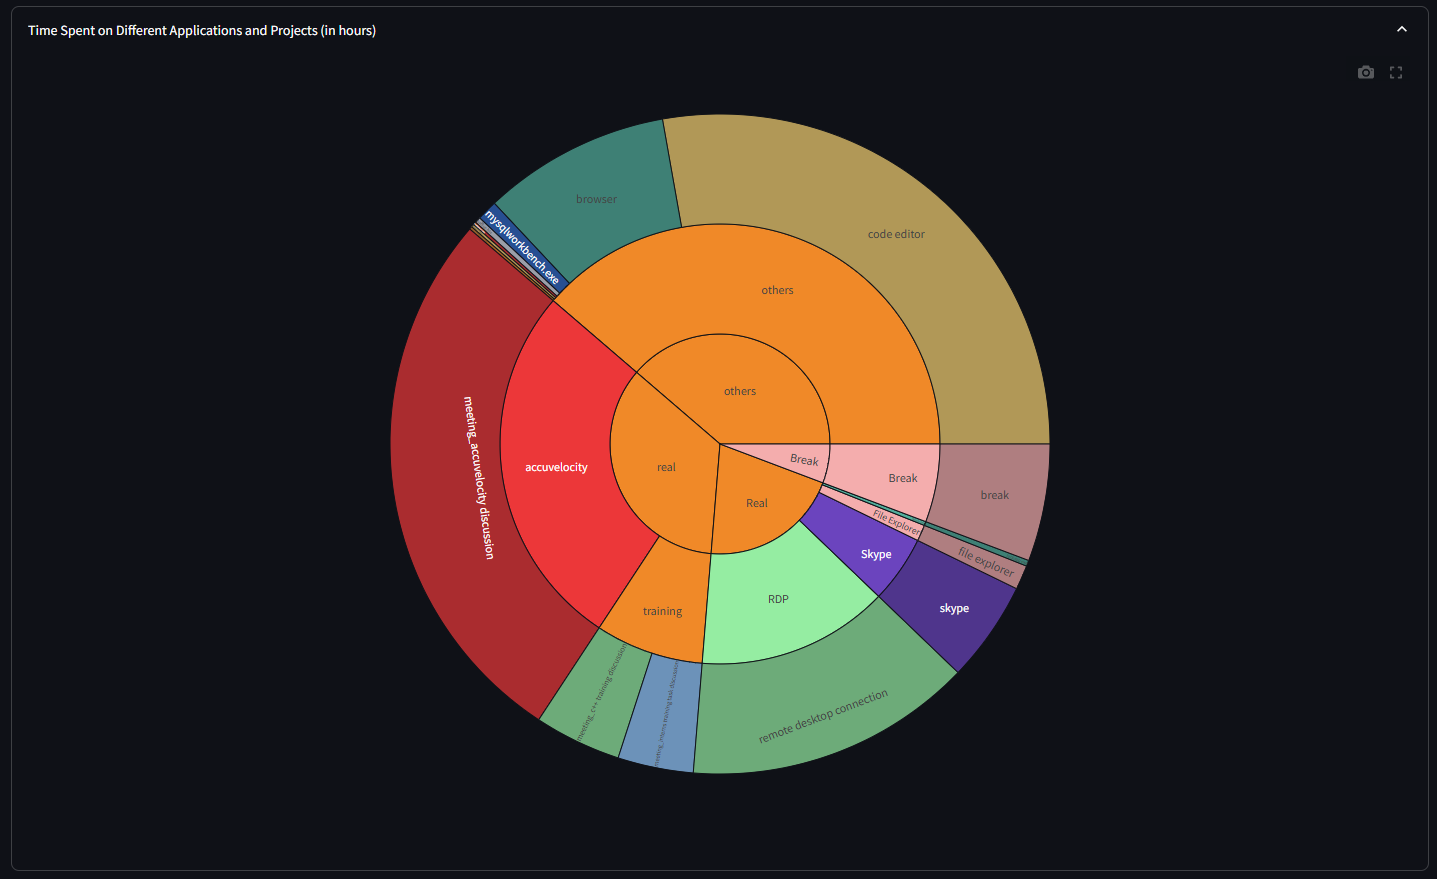 Time Spent on Different Applications and Projects (in hours)
browser
code editor
mysqlworkbench.exe
others
others
accuvelocity
real
Break
Break
break
meeting_accuvelocity discussion
Real
File Explorer
file explorer
Skype
skype
training
RDP
meeting_c++ training discussion
remote desktop connection